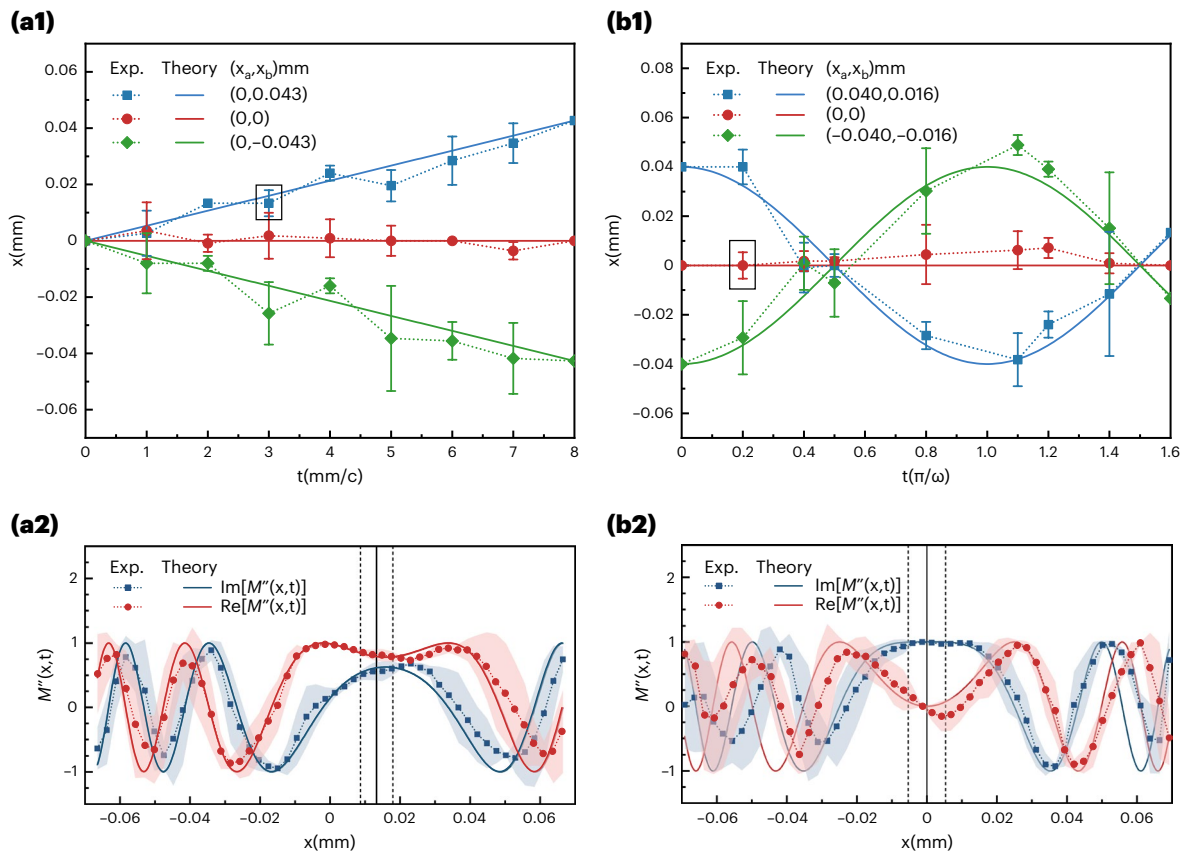 (a1)
0.06
0.04
0.02
0
−0.02
−0.04
−0.06
x(mm)
Exp. Theory (xa,xb)mm
(0,0.043)
(0,0)
(0,−0.043)
0 1 2 3 4 5 6 7 8
t(mm/c)
(b1)
0.08
0.06
0.04
0.02
0
−0.02
−0.04
−0.06
x(mm)
Exp. Theory (xa,xb)mm
(0.040,0.016)
(0,0)
(−0.040,−0.016)
0 0.2 0.4 0.6 0.8 1.0 1.2 1.4 1.6
t(π/ω)
(a2)
2
1
0
−1
M″(x,t)
Exp. Theory
Im[M″(x,t)]
Re[M″(x,t)]
−0.06 −0.04 −0.02 0 0.02 0.04 0.06
x(mm)
(b2)
2
1
0
−1
M″(x,t)
Exp. Theory
Im[M″(x,t)]
Re[M″(x,t)]
−0.06 −0.04 −0.02 0 0.02 0.04 0.06
x(mm)